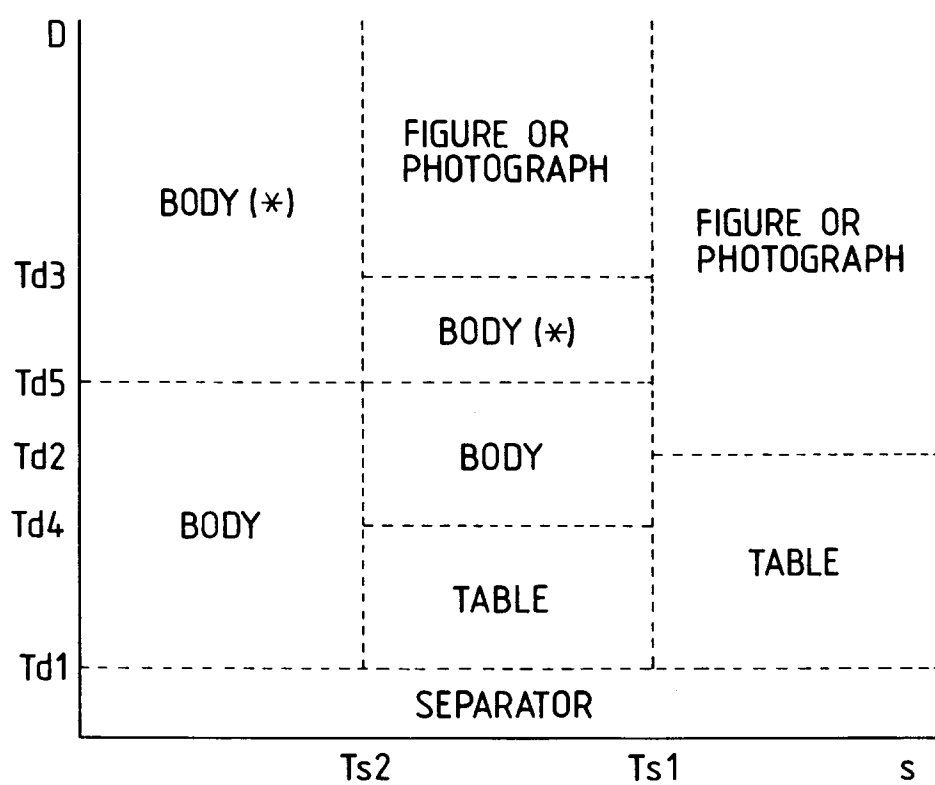 D
FIGURE OR
PHOTOGRAPH
BODY (*)
FIGURE OR
PHOTOGRAPH
Td3
BODY (*)
Td5
Td2
BODY
Td4
BODY
TABLE
TABLE
Td1
SEPARATOR
Ts2
Ts1
s